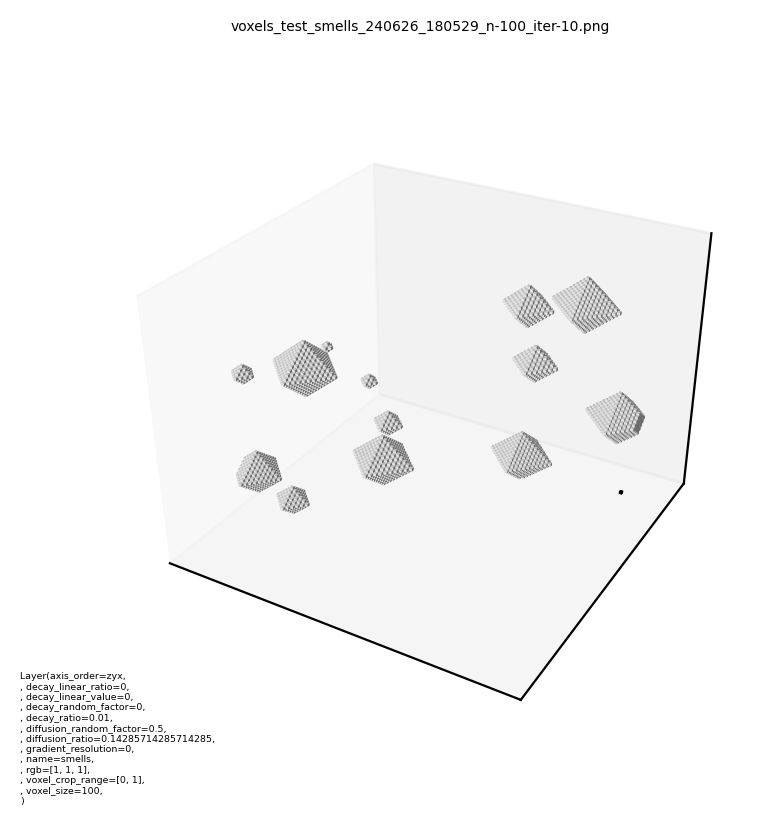 voxels_test_smells_240626_180529_n-100_iter-10.png
Layer(axis_order=zyx,
, decay_linear_ratio=0,
, decay_linear_value=0,
, decay_random_factor=0,
, decay_ratio=0.01,
, diffusion_random_factor=0.5,
, diffusion_ratio=0.14285714285714285,
, gradient_resolution=0,
, name=smells,
, rgb=[1, 1, 1],
, voxel_crop_range=[0, 1],
, voxel_size=100,
)